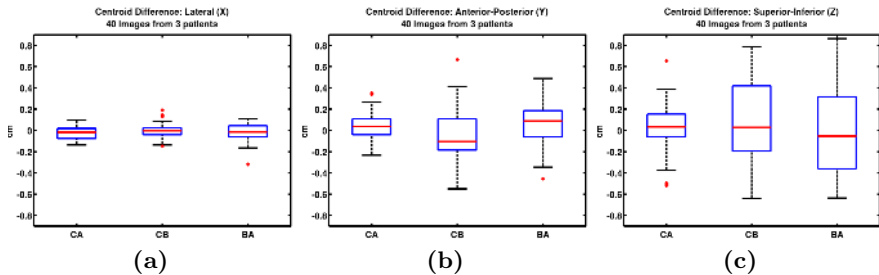 Centroid Difference: Lateral (X)
40 images from 3 patients
0.8
0.6
0.4
0.2
0
-0.2
-0.4
-0.6
-0.8
cm
CA CB BA
(a)
Centroid Difference: Anterior-Posterior (Y)
40 images from 3 patients
0.8
0.6
0.4
0.2
0
-0.2
-0.4
-0.6
-0.8
cm
CA CB BA
(b)
Centroid Difference: Superior-Inferior (Z)
40 images from 3 patients
0.8
0.6
0.4
0.2
0
-0.2
-0.4
-0.6
-0.8
cm
CA CB BA
(c)